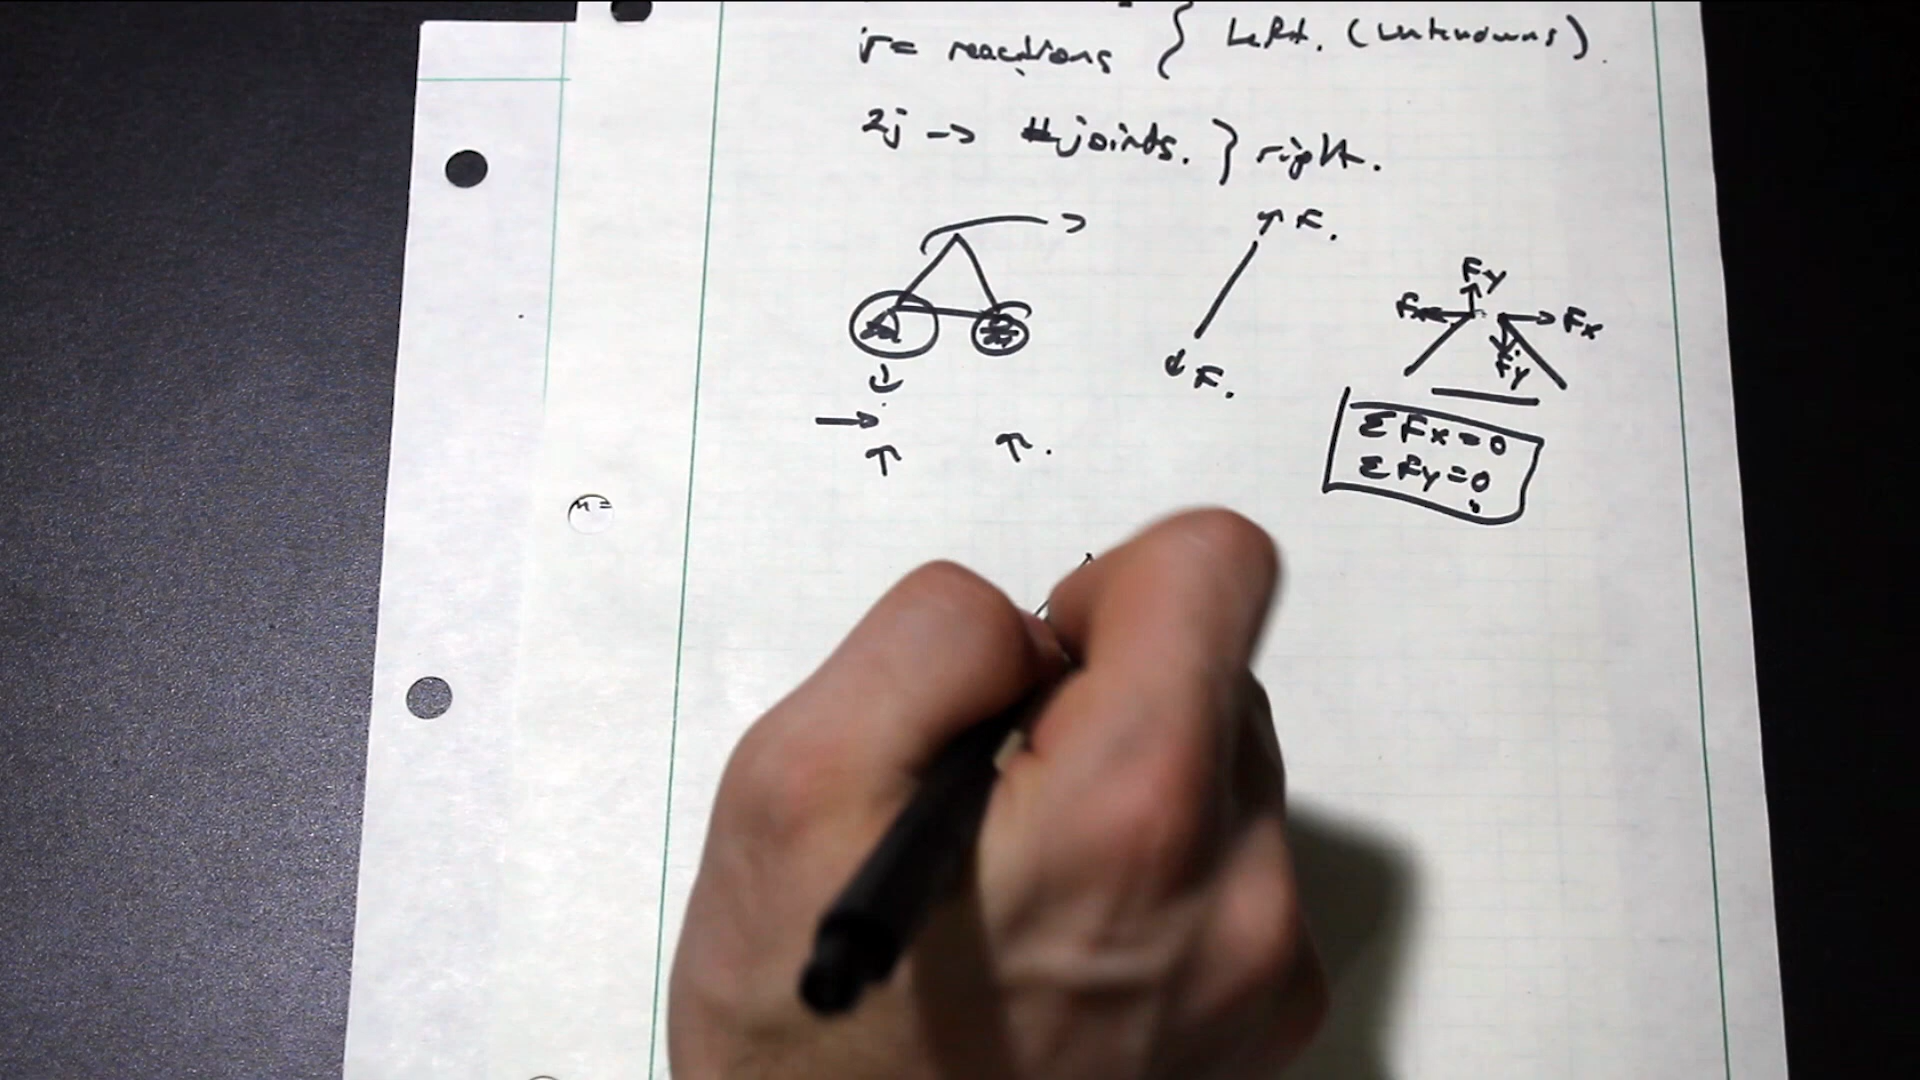 r = reactions } Left. (unknowns).
2j -> # joints. } right.
F.
Fy
Fx Fx
Fy
F.
ΣFx=0
ΣFy=0
m =